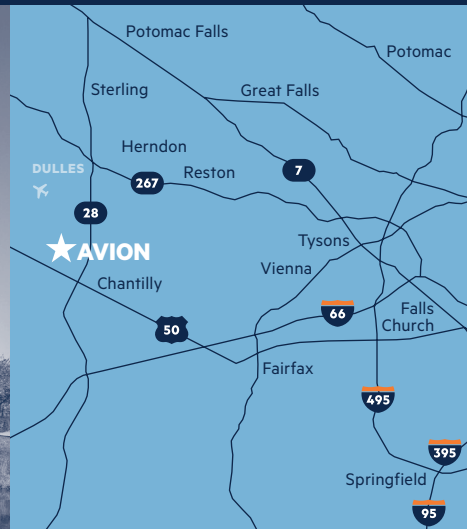 Potomac Falls
Potomac
Sterling
Great Falls
Herndon
DULLES
267
Reston
7
28
Tysons
AVION
Vienna
Chantilly
66
Falls
Church
50
Fairfax
495
395
Springfield
95